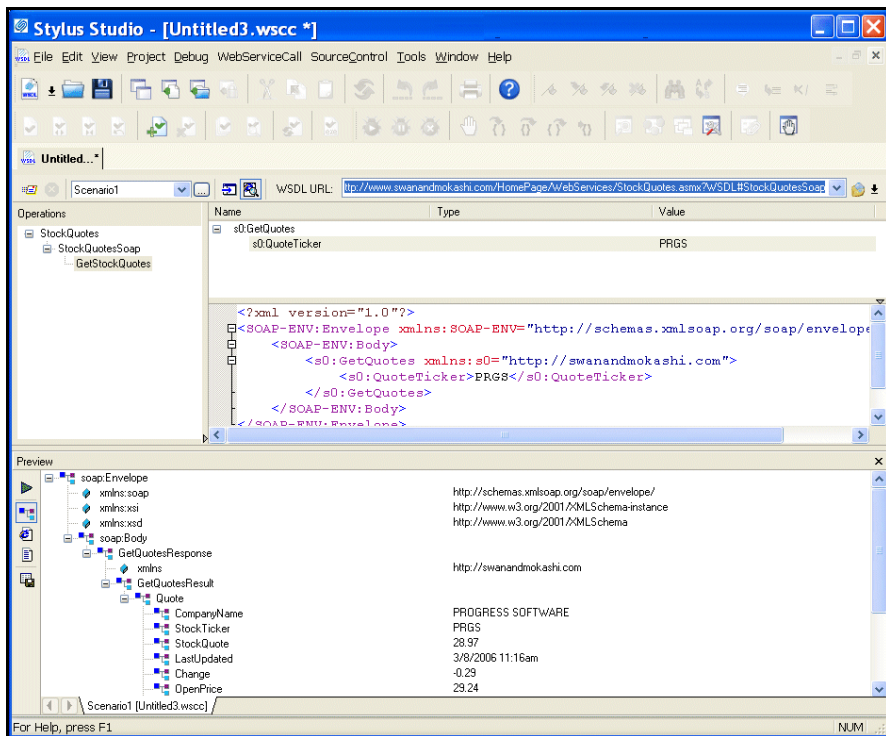 Stylus Studio - [Untitled3.wscc *]
File Edit View Project Debug WebServiceCall SourceControl Tools Window Help
Untitled...*
Scenario1 ... WSDL URL: ttp://www.swanandmokashi.com/HomePage/WebServices/StockQuotes.asmx?WSDL#StockQuotesSoap
Operations
StockQuotes
StockQuotesSoap
GetStockQuotes
Name Type Value
s0:GetQuotes
s0:QuoteTicker PRGS
<?xml version="1.0"?>
<SOAP-ENV:Envelope xmlns:SOAP-ENV="http://schemas.xmlsoap.org/soap/envelope
<SOAP-ENV:Body>
<s0:GetQuotes xmlns:s0="http://swanandmokashi.com">
<s0:QuoteTicker>PRGS</s0:QuoteTicker>
</s0:GetQuotes>
</SOAP-ENV:Body>
</SOAP-ENV:Envelope>
Preview
soap:Envelope
xmlns:soap http://schemas.xmlsoap.org/soap/envelope/
xmlns:xsi http://www.w3.org/2001/XMLSchema-instance
xmlns:xsd http://www.w3.org/2001/XMLSchema
soap:Body
GetQuotesResponse
xmlns http://swanandmokashi.com
GetQuotesResult
Quote
CompanyName PROGRESS SOFTWARE
StockTicker PRGS
StockQuote 28.97
LastUpdated 3/8/2006 11:16am
Change -0.29
OpenPrice 29.24
Scenario1 [Untitled3.wscc]
For Help, press F1 NUM